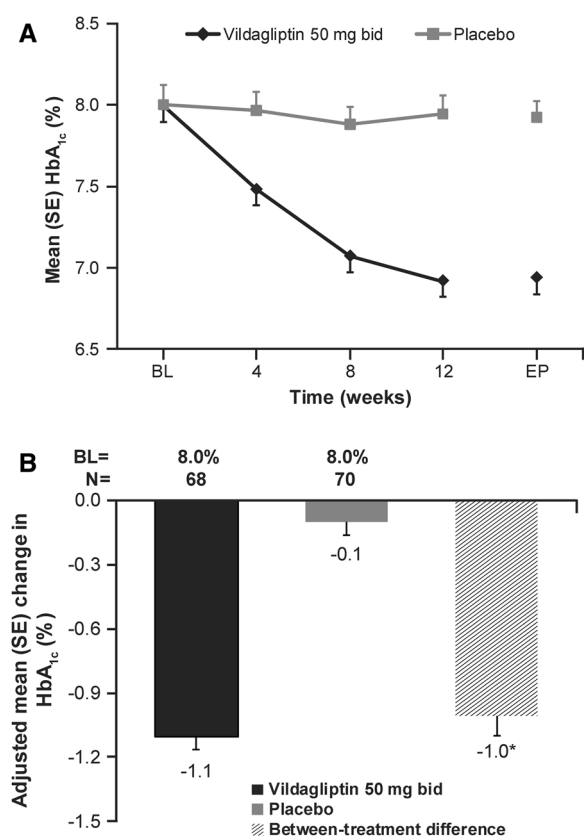 A
Vildagliptin 50 mg bid
Placebo
Mean (SE) HbA1c (%)
8.5
8.0
7.5
7.0
6.5
BL
4
8
12
EP
Time (weeks)
B
BL=
8.0%
8.0%
N=
68
70
Adjusted mean (SE) change in
HbA1c (%)
0.0
-0.3
-0.6
-0.9
-1.2
-1.5
-1.1
-0.1
-1.0*
Vildagliptin 50 mg bid
Placebo
Between-treatment difference